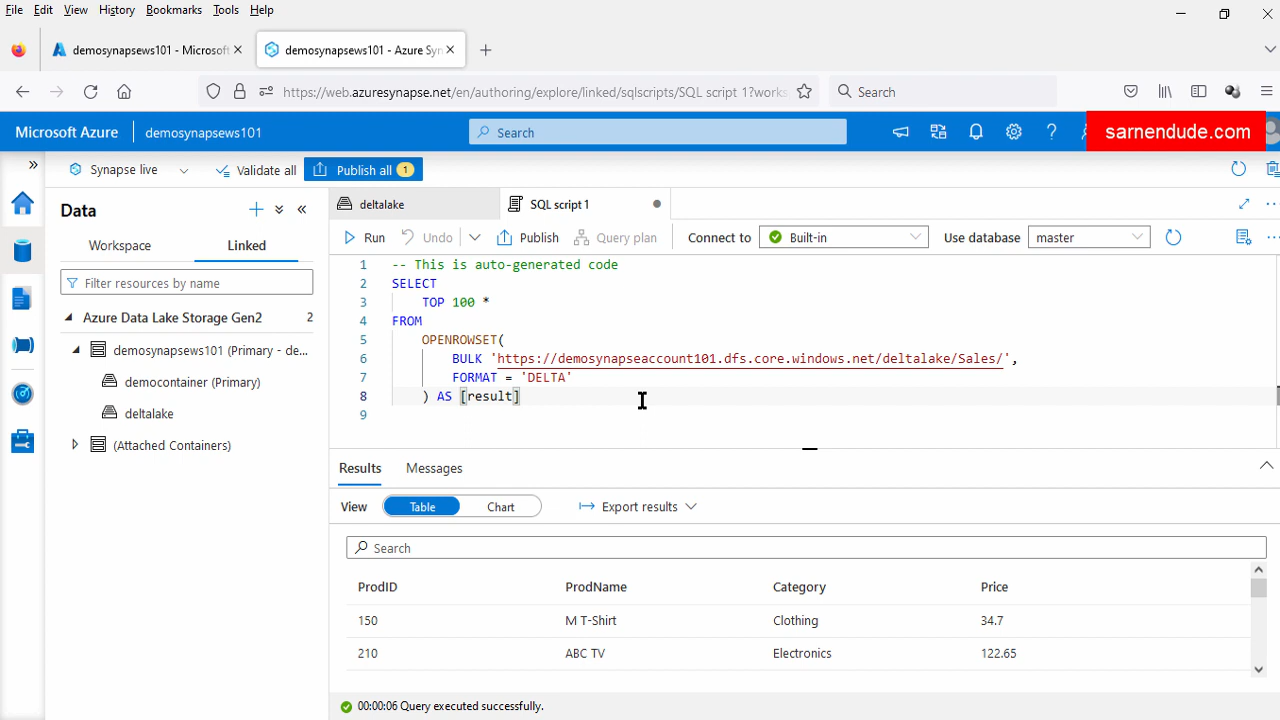 File Edit View History Bookmarks Tools Help
demosynapsews101 - Microsoft
demosynapsews101 - Azure Syn
https://web.azuresynapse.net/en/authoring/explore/linked/sqlscripts/SQL script 1?works
Search
Microsoft Azure
demosynapsews101
Search
sarnendude.com
Synapse live
Validate all
Publish all 1
Data
deltalake
SQL script 1
Workspace
Linked
Run
Undo
Publish
Query plan
Connect to
Built-in
Use database
master
Filter resources by name
Azure Data Lake Storage Gen2 2
demosynapsews101 (Primary - de...
democontainer (Primary)
deltalake
(Attached Containers)
1 -- This is auto-generated code
2 SELECT
3 TOP 100 *
4 FROM
5 OPENROWSET(
6 BULK 'https://demosynapseaccount101.dfs.core.windows.net/deltalake/Sales/',
7 FORMAT = 'DELTA'
8 ) AS [result]
9
Results Messages
View Table Chart Export results
Search
ProdID ProdName Category Price
150 M T-Shirt Clothing 34.7
210 ABC TV Electronics 122.65
00:00:06 Query executed successfully.